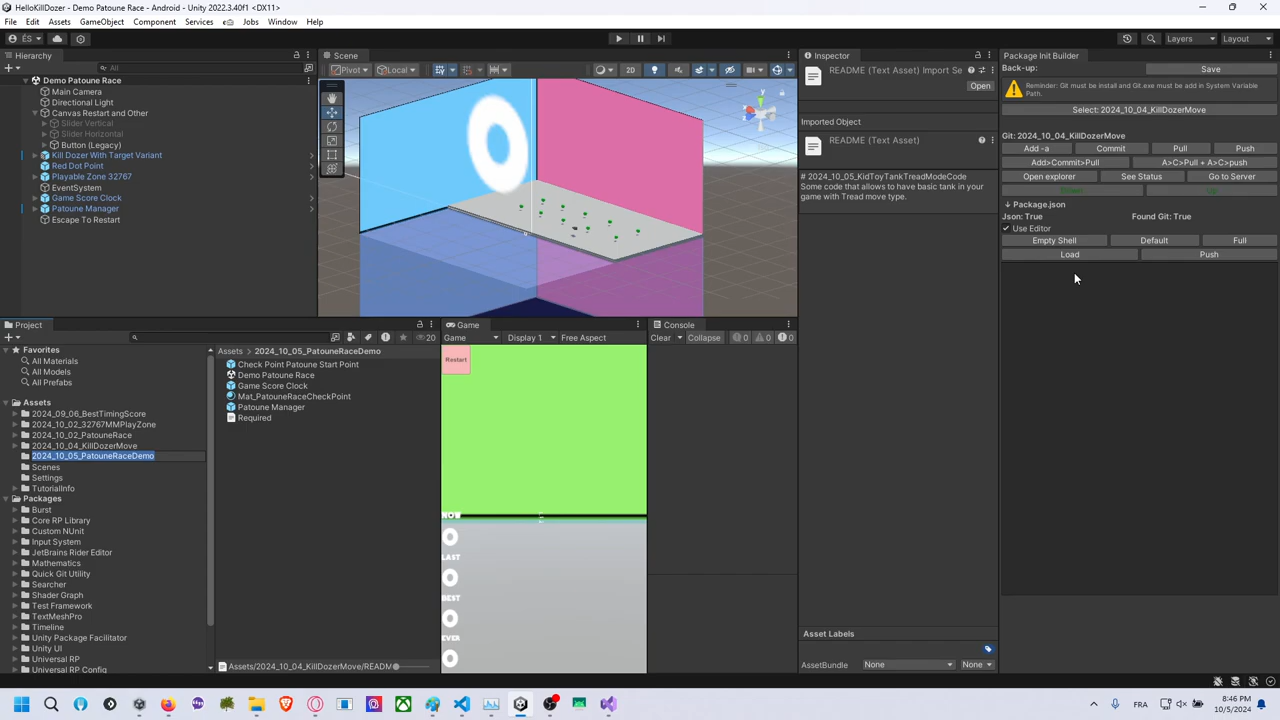 HelloKillDozer - Demo Patoune Race - Android - Unity 2022.3.40f1 <DX11>
File Edit Assets GameObject Component Services Jobs Window Help
ÉS
Layers
Layout
Hierarchy
All
Demo Patoune Race
Main Camera
Directional Light
Canvas Restart and Other
Slider Vertical
Slider Horizontal
Button (Legacy)
Kill Dozer With Target Variant
Red Dot Point
Playable Zone 32767
EventSystem
Game Score Clock
Patoune Manager
Escape To Restart
Scene
Pivot
Local
2D
Inspector
README (Text Asset) Import Se
Open
Imported Object
README (Text Asset)
# 2024_10_05_KidToyTankTreadModeCode
Some code that allows to have basic tank in your
game with Tread move type.
Asset Labels
AssetBundle
None
None
Package Init Builder
Back-up:
Save
Reminder: Git must be install and Git.exe must be add in System Variable
Path.
Select: 2024_10_04_KillDozerMove
Git: 2024_10_04_KillDozerMove
Add -a
Commit
Pull
Push
Add>Commit>Pull
A>C>Pull + A>C>push
Open explorer
See Status
Go to Server
Up
↓ Package.json
Json: True
Found Git: True
Use Editor
Empty Shell
Default
Full
Load
Push
Project
20
Favorites
All Materials
All Models
All Prefabs
Assets
2024_09_06_BestTimingScore
2024_10_02_32767MMPlayZone
2024_10_02_PatouneRace
2024_10_04_KillDozerMove
2024_10_05_PatouneRaceDemo
Scenes
Settings
TutorialInfo
Packages
Burst
Core RP Library
Custom NUnit
Input System
JetBrains Rider Editor
Mathematics
Quick Git Utility
Searcher
Shader Graph
Test Framework
TextMeshPro
Timeline
Unity Package Facilitator
Unity UI
Universal RP
Universal RP Config
Assets > 2024_10_05_PatouneRaceDemo
Check Point Patoune Start Point
Demo Patoune Race
Game Score Clock
Mat_PatouneRaceCheckPoint
Patoune Manager
Required
Assets/2024_10_04_KillDozerMove/READM
Game
Game
Display 1
Free Aspect
Restart
NOW
0
LAST
0
BEST
0
EVER
0
Console
Clear
Collapse
0
0
0
FRE
8:46 PM
10/5/2024